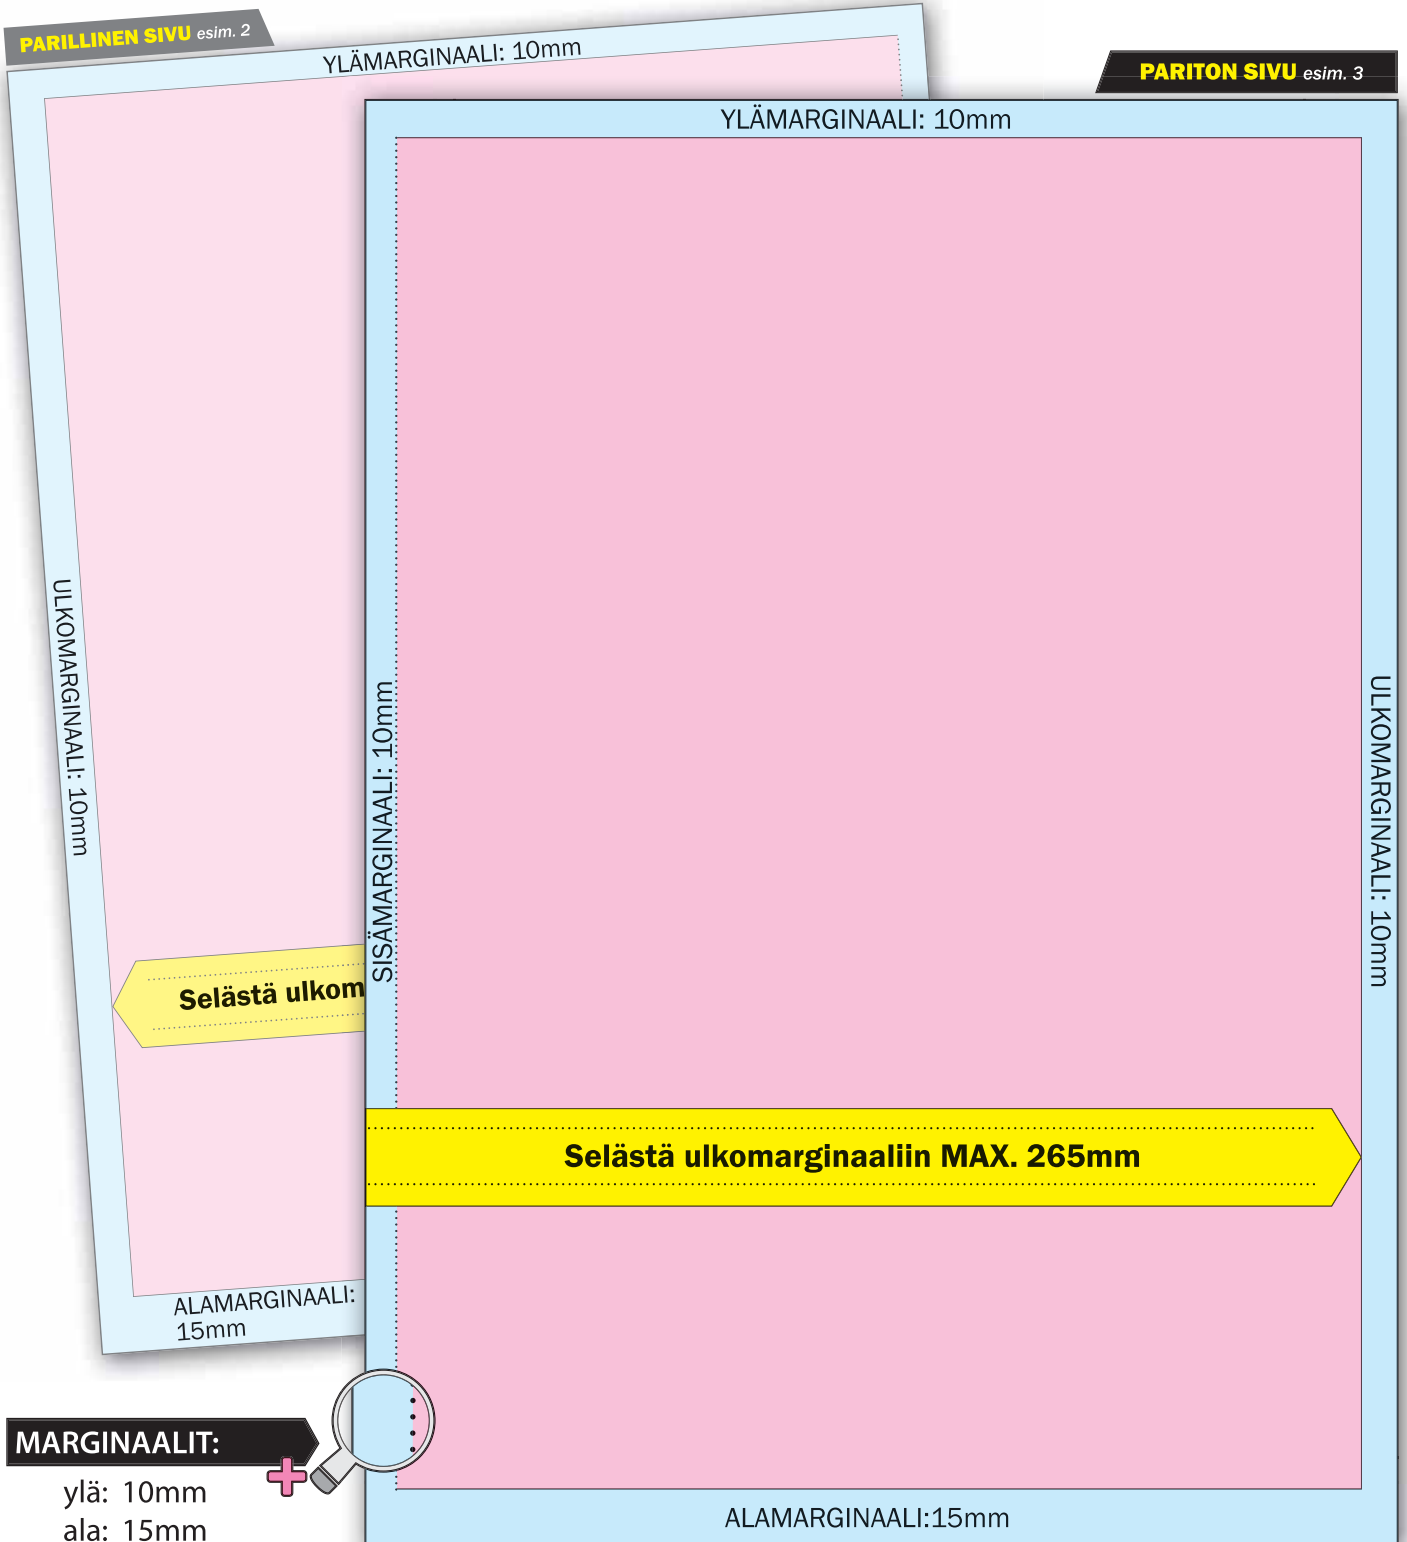 PARILLINEN SIVU esim. 2
YLÄMARGINAALI: 10mm
ULKOMARGINAALI: 10mm
Selästä ulkom
ALAMARGINAALI:
15mm
PARITON SIVU esim. 3
YLÄMARGINAALI: 10mm
SISÄMARGINAALI: 10mm
ULKOMARGINAALI: 10mm
Selästä ulkomarginaaliin MAX. 265mm
ALAMARGINAALI:15mm
MARGINAALIT:
ylä: 10mm
ala: 15mm